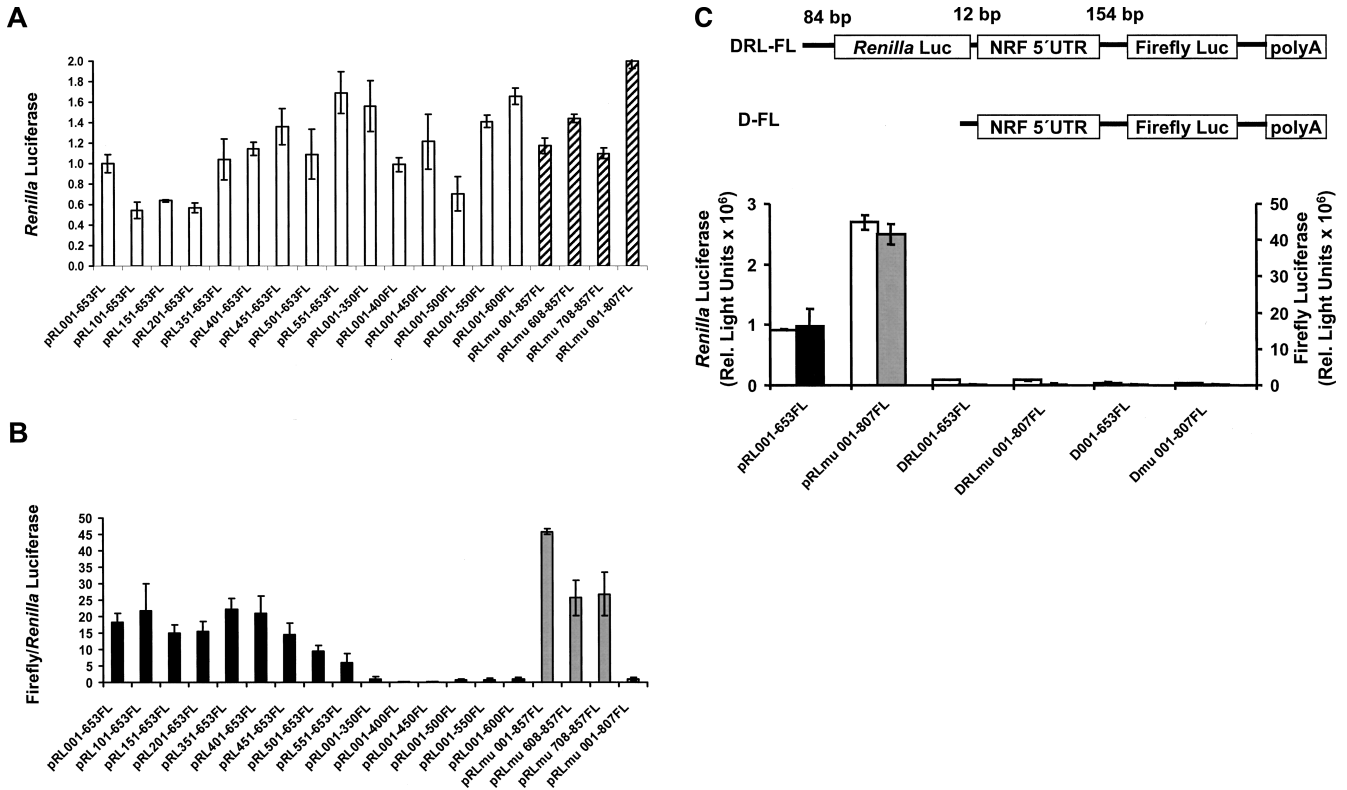 A
Renilla Luciferase
2.0
1.8
1.6
1.4
1.2
1.0
0.8
0.6
0.4
0.2
0.0
pRL001-653FL
pRL101-653FL
pRL151-653FL
pRL201-653FL
pRL351-653FL
pRL401-653FL
pRL451-653FL
pRL501-653FL
pRL551-653FL
pRL001-350FL
pRL001-400FL
pRL001-450FL
pRL001-500FL
pRL001-550FL
pRL001-600FL
pRLmu 001-857FL
pRLmu 608-857FL
pRLmu 708-857FL
pRLmu 001-807FL
B
Firefly/Renilla Luciferase
50
45
40
35
30
25
20
15
10
5
0
pRL001-653FL
pRL101-653FL
pRL151-653FL
pRL201-653FL
pRL351-653FL
pRL401-653FL
pRL451-653FL
pRL501-653FL
pRL551-653FL
pRL001-350FL
pRL001-400FL
pRL001-450FL
pRL001-500FL
pRL001-550FL
pRL001-600FL
pRLmu 001-857FL
pRLmu 608-857FL
pRLmu 708-857FL
pRLmu 001-807FL
C
84 bp 12 bp 154 bp
DRL-FL Renilla Luc NRF 5´UTR Firefly Luc polyA
D-FL NRF 5´UTR Firefly Luc polyA
Renilla Luciferase
(Rel. Light Units x 10⁶)
3
2
1
0
50
40
30
20
10
0
Firefly Luciferase
(Rel. Light Units x 10⁶)
pRL001-653FL
pRLmu 001-807FL
DRL001-653FL
DRLmu 001-807FL
D001-653FL
Dmu 001-807FL